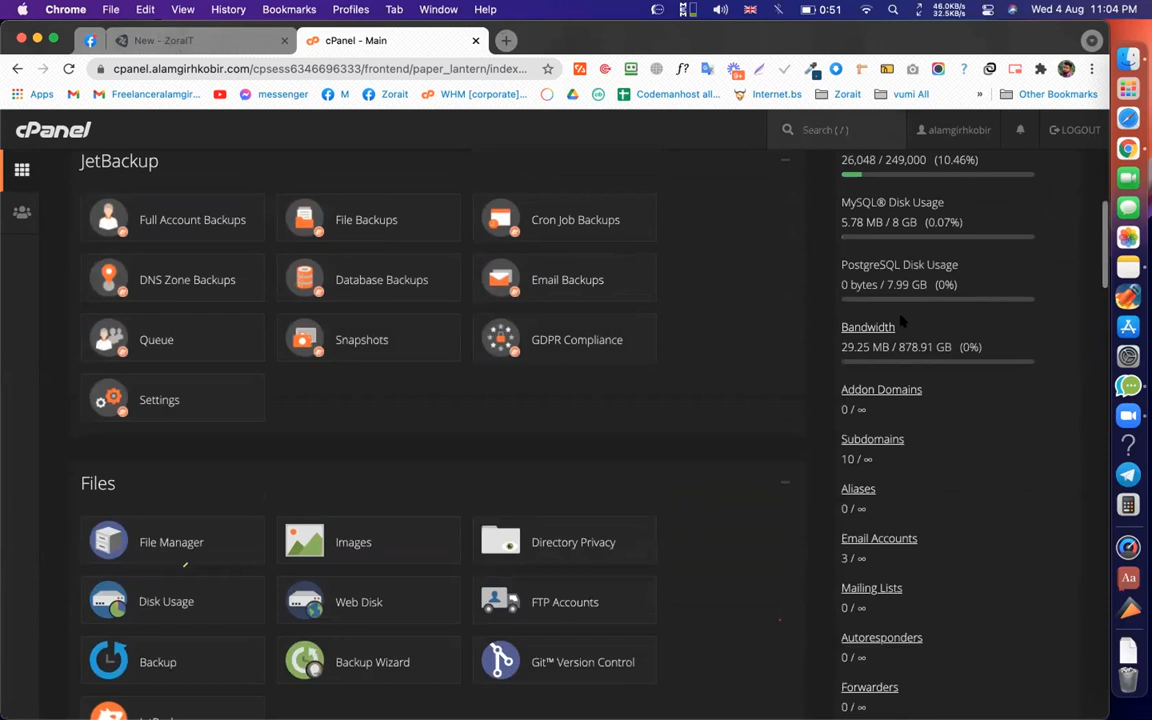 Chrome File Edit View History Bookmarks Profiles Tab Window Help 0:51 46.0KB/s 32.5KB/s Wed 4 Aug 11:04 PM
New - ZoraIT
cPanel - Main
cpanel.alamgirhkobir.com/cpsess6346696333/frontend/paper_lantern/index...
Apps Freelanceralamgir... messenger M Zorait WHM [corporate]... Codemanhost all... Internet.bs Zorait vumi All » Other Bookmarks
cPanel Search ( / ) alamgirhkobir LOGOUT
JetBackup
Full Account Backups File Backups Cron Job Backups
DNS Zone Backups Database Backups Email Backups
Queue Snapshots GDPR Compliance
Settings
Files
File Manager Images Directory Privacy
Disk Usage Web Disk FTP Accounts
Backup Backup Wizard Git™ Version Control
26,048 / 249,000 (10.46%)
MySQL® Disk Usage
5.78 MB / 8 GB (0.07%)
PostgreSQL Disk Usage
0 bytes / 7.99 GB (0%)
Bandwidth
29.25 MB / 878.91 GB (0%)
Addon Domains
0 / ∞
Subdomains
10 / ∞
Aliases
0 / ∞
Email Accounts
3 / ∞
Mailing Lists
0 / ∞
Autoresponders
0 / ∞
Forwarders
0 / ∞